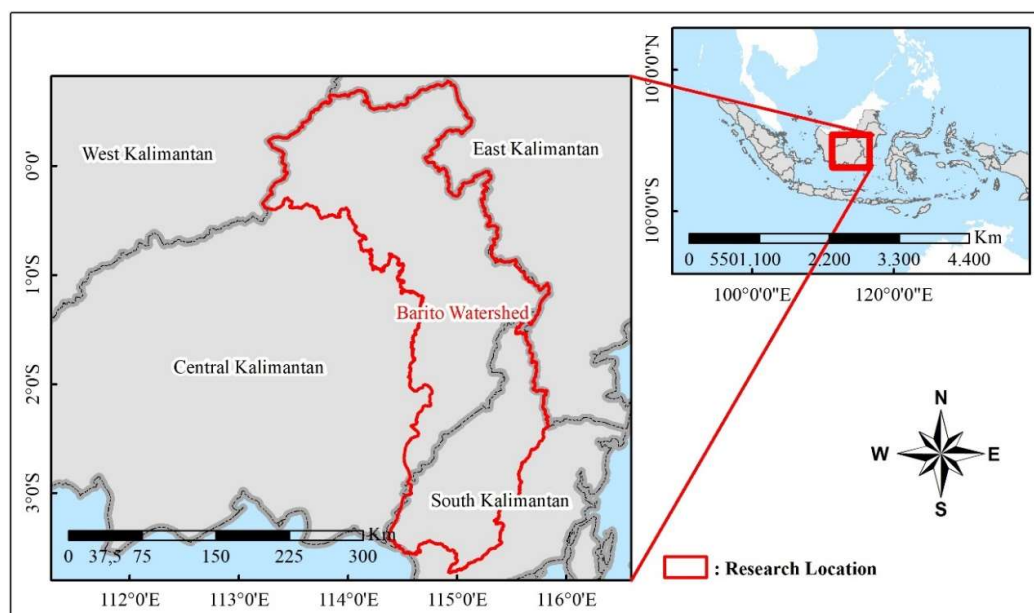 West Kalimantan
East Kalimantan
Barito Watershed
Central Kalimantan
South Kalimantan
Km
0 37,5 75 150 225 300
0°0'
1°0'S
2°0'S
3°0'S
112°0'E 113°0'E 114°0'E 115°0'E 116°0'E
10°0'0"N
10°0'0"S
Km
0 5501.100 2.200 3.300 4.400
100°0'0"E 120°0'0"E
N
W E
S
: Research Location